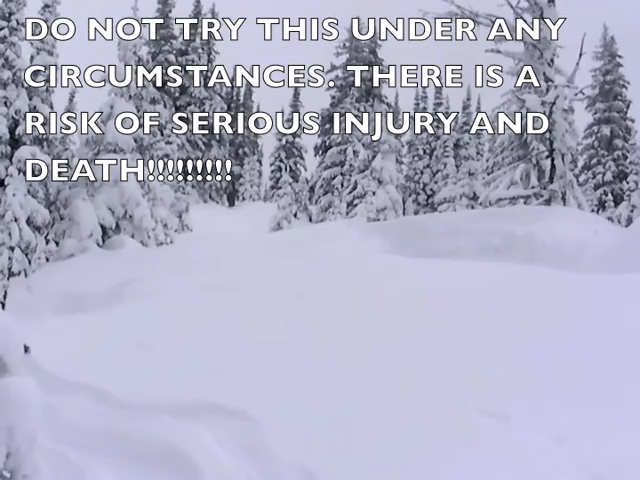 DO NOT TRY THIS UNDER ANY
CIRCUMSTANCES. THERE IS A
RISK OF SERIOUS INJURY AND
DEATH!!!!!!!!!